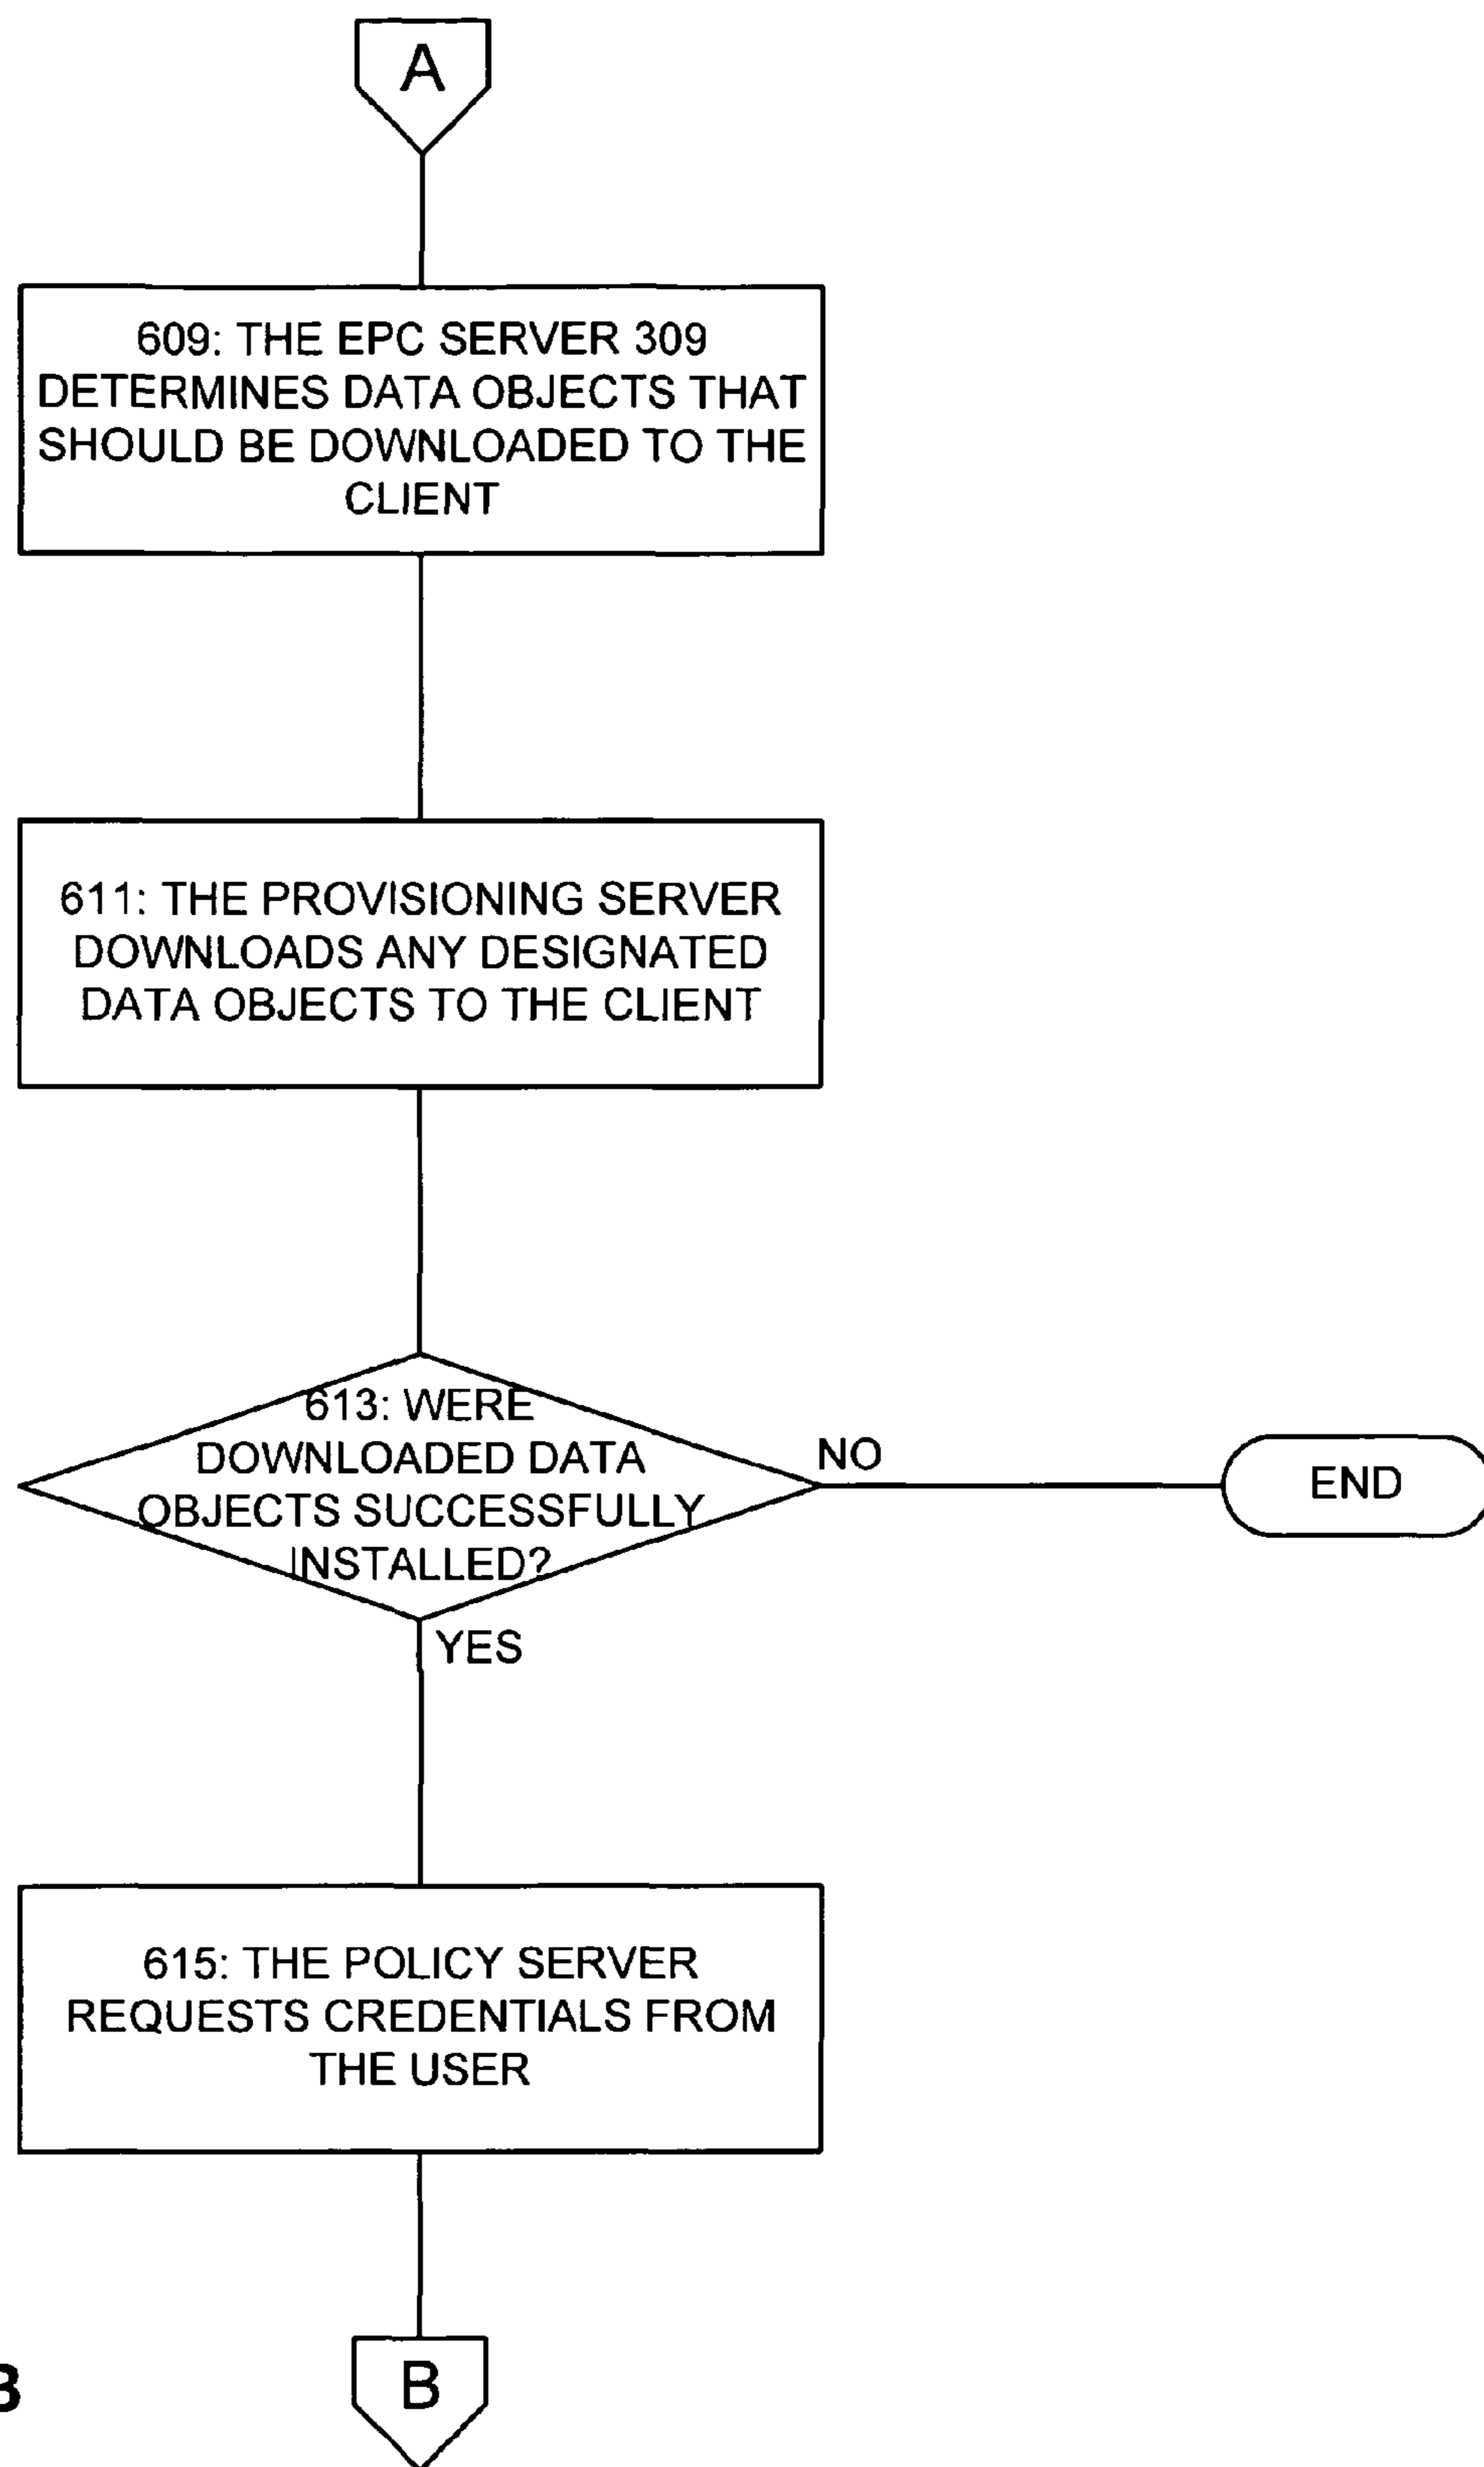 A
609: THE EPC SERVER 309
DETERMINES DATA OBJECTS THAT
SHOULD BE DOWNLOADED TO THE
CLIENT
611: THE PROVISIONING SERVER
DOWNLOADS ANY DESIGNATED
DATA OBJECTS TO THE CLIENT
613: WERE
DOWNLOADED DATA
OBJECTS SUCCESSFULLY
INSTALLED?
NO
END
YES
615: THE POLICY SERVER
REQUESTS CREDENTIALS FROM
THE USER
B